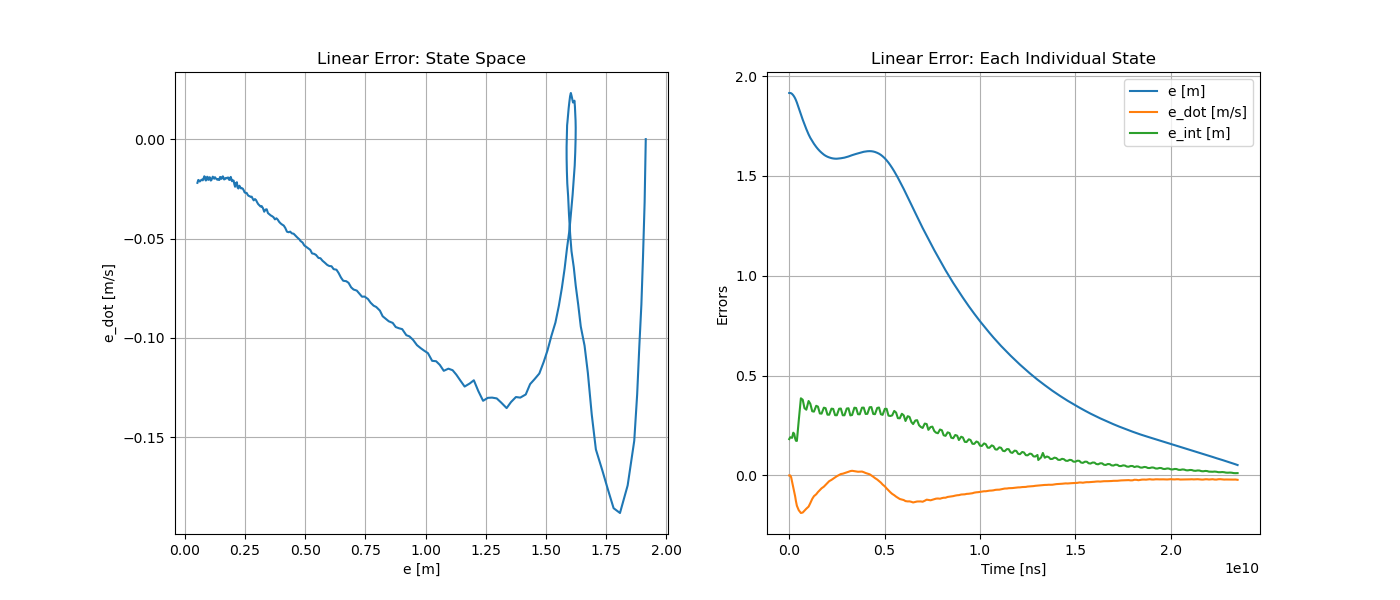 Linear Error: State Space
e_dot [m/s]
0.00
−0.05
−0.10
−0.15
0.00 0.25 0.50 0.75 1.00 1.25 1.50 1.75 2.00
e [m]
Linear Error: Each Individual State
Errors
2.0
1.5
1.0
0.5
0.0
e [m]
e_dot [m/s]
e_int [m]
0.0 0.5 1.0 1.5 2.0
1e10
Time [ns]